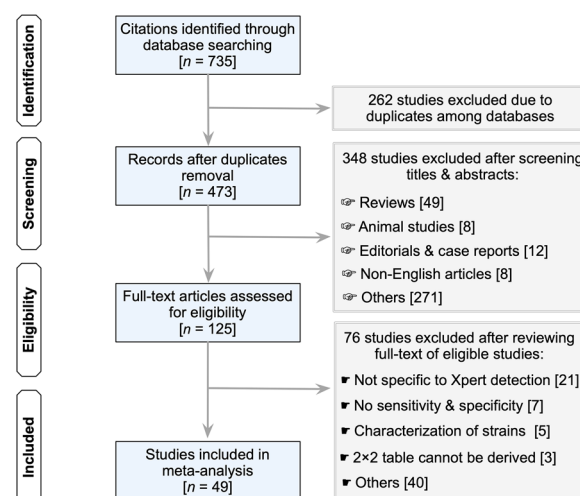 Identification
Citations identified through
database searching
[n = 735]
262 studies excluded due to
duplicates among databases
Screening
Records after duplicates
removal
[n = 473]
348 studies excluded after screening
titles & abstracts:
☞ Reviews [49]
☞ Animal studies [8]
☞ Editorials & case reports [12]
☞ Non-English articles [8]
☞ Others [271]
Eligibility
Full-text articles assessed
for eligibility
[n = 125]
76 studies excluded after reviewing
full-text of eligible studies:
☛ Not specific to Xpert detection [21]
☛ No sensitivity & specificity [7]
☛ Characterization of strains [5]
☛ 2×2 table cannot be derived [3]
☛ Others [40]
Included
Studies included in
meta-analysis
[n = 49]